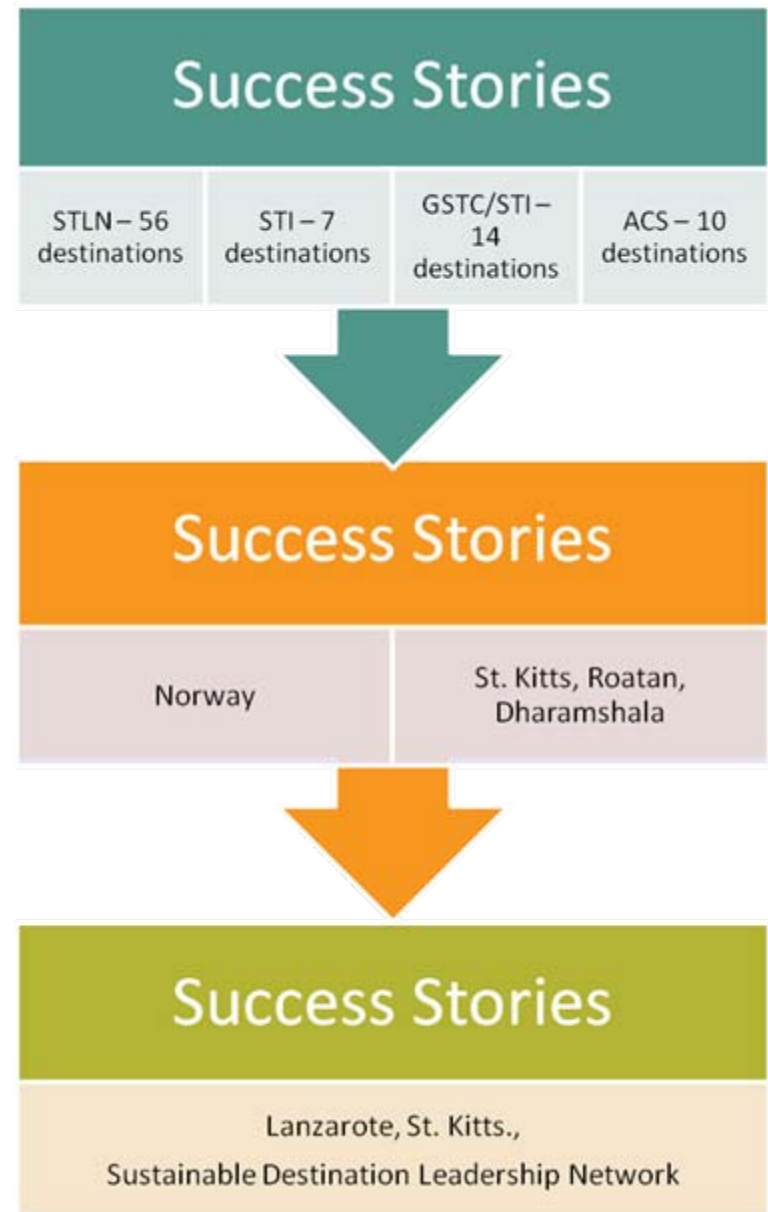 Success Stories
STLN – 56
destinations
STI – 7
destinations
GSTC/STI –
14
destinations
ACS – 10
destinations
Success Stories
Norway
St. Kitts, Roatan,
Dharamshala
Success Stories
Lanzarote, St. Kitts.,
Sustainable Destination Leadership Network